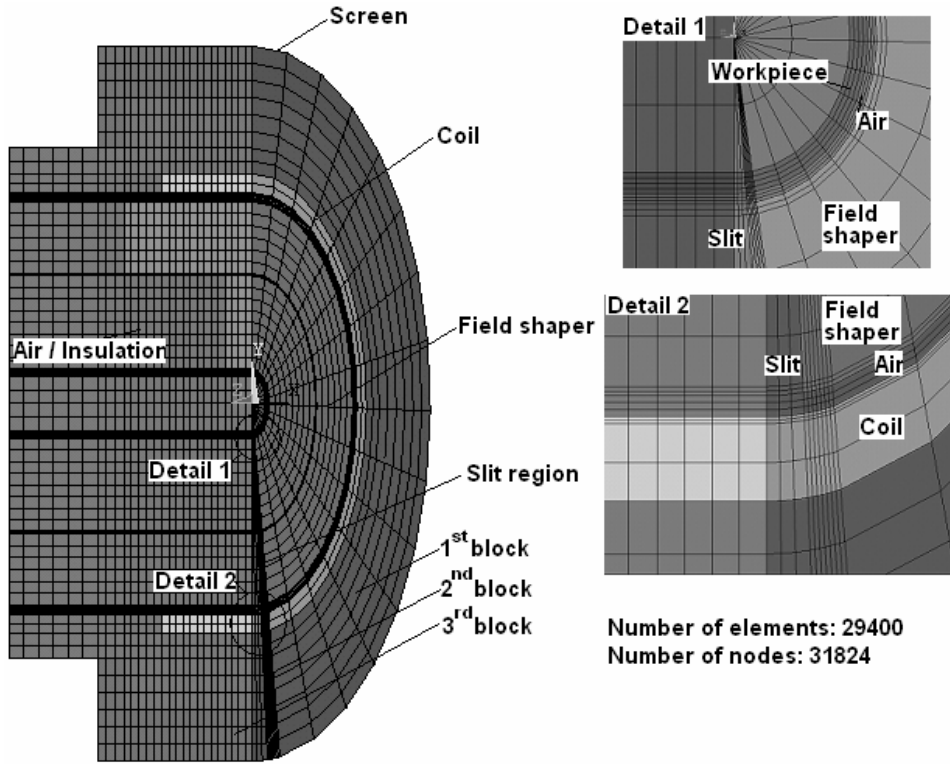 Screen
Coil
Air / Insulation
Y
Z
X
Field shaper
Detail 1
Slit region
1st block
Detail 2
2nd block
3rd block
Detail 1
Workpiece
Air
Field
shaper
Slit
Detail 2
Field
shaper
Slit
Air
Coil
Number of elements: 29400
Number of nodes: 31824